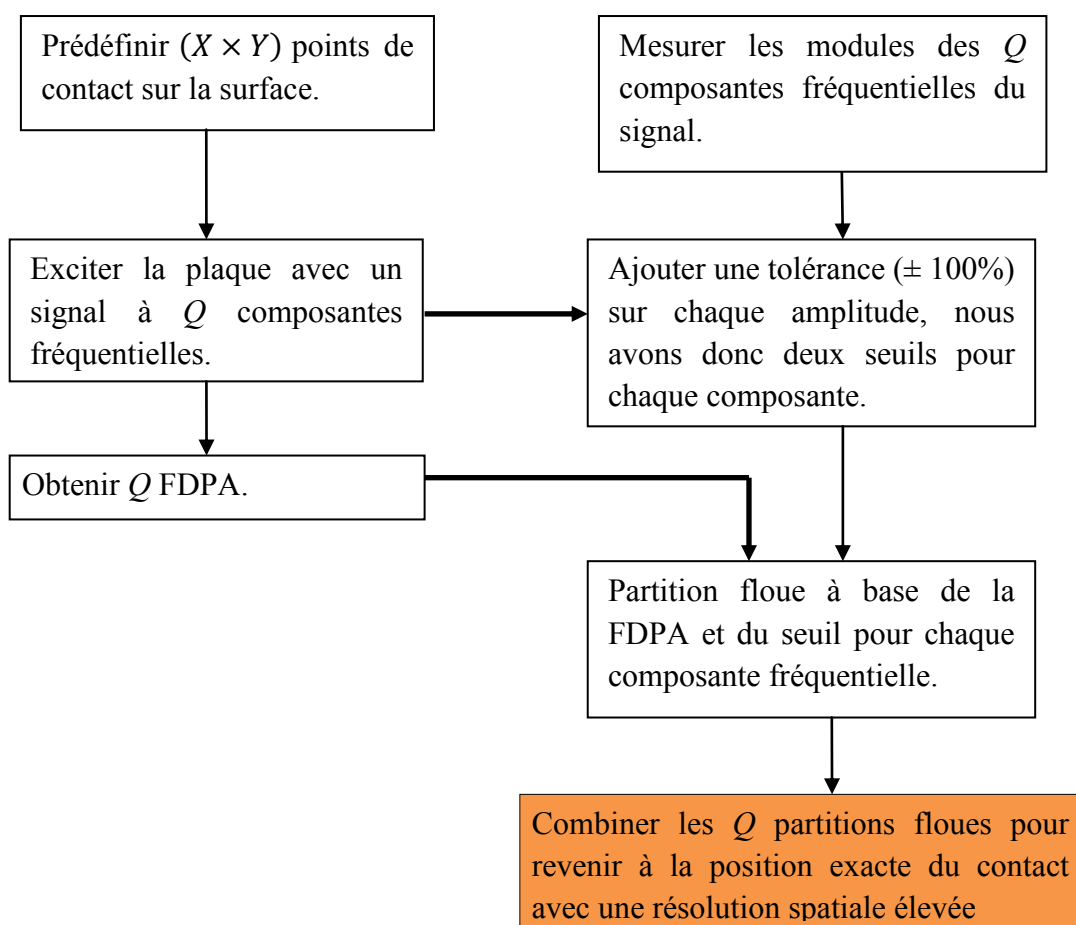 Prédéfinir (X × Y) points de
contact sur la surface.
Mesurer les modules des Q
composantes fréquentielles du
signal.
Exciter la plaque avec un
signal à Q composantes
fréquentielles.
Ajouter une tolérance (± 100%)
sur chaque amplitude, nous
avons donc deux seuils pour
chaque composante.
Obtenir Q FDPA.
Partition floue à base de la
FDPA et du seuil pour chaque
composante fréquentielle.
Combiner les Q partitions floues pour
revenir à la position exacte du contact
avec une résolution spatiale élevée